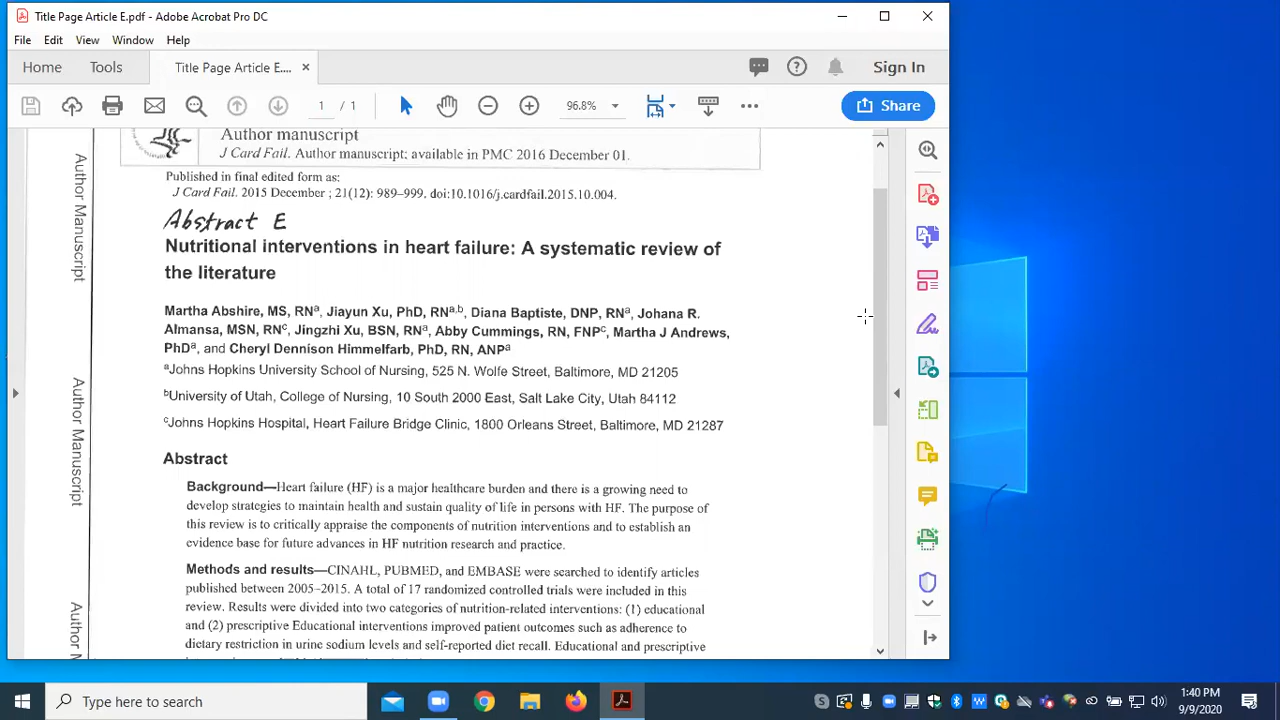 Title Page Article E.pdf - Adobe Acrobat Pro DC
File Edit View Window Help
Home Tools Title Page Article E.... × Sign In
1 / 1 96.8% Share
Author manuscript
J Card Fail. Author manuscript; available in PMC 2016 December 01.
Published in final edited form as:
J Card Fail. 2015 December ; 21(12): 989–999. doi:10.1016/j.cardfail.2015.10.004.
Abstract E
Nutritional interventions in heart failure: A systematic review of
the literature
Martha Abshire, MS, RNa, Jiayun Xu, PhD, RNa,b, Diana Baptiste, DNP, RNa, Johana R.
Almansa, MSN, RNc, Jingzhi Xu, BSN, RNa, Abby Cummings, RN, FNPc, Martha J Andrews,
PhDa, and Cheryl Dennison Himmelfarb, PhD, RN, ANPa
aJohns Hopkins University School of Nursing, 525 N. Wolfe Street, Baltimore, MD 21205
bUniversity of Utah, College of Nursing, 10 South 2000 East, Salt Lake City, Utah 84112
cJohns Hopkins Hospital, Heart Failure Bridge Clinic, 1800 Orleans Street, Baltimore, MD 21287
Abstract
Background—Heart failure (HF) is a major healthcare burden and there is a growing need to
develop strategies to maintain health and sustain quality of life in persons with HF. The purpose of
this review is to critically appraise the components of nutrition interventions and to establish an
evidence base for future advances in HF nutrition research and practice.
Methods and results—CINAHL, PUBMED, and EMBASE were searched to identify articles
published between 2005–2015. A total of 17 randomized controlled trials were included in this
review. Results were divided into two categories of nutrition-related interventions: (1) educational
and (2) prescriptive Educational interventions improved patient outcomes such as adherence to
dietary restriction in urine sodium levels and self-reported diet recall. Educational and prescriptive
Author Manuscript
Author Manuscript
Author M
Type here to search
1:40 PM
9/9/2020